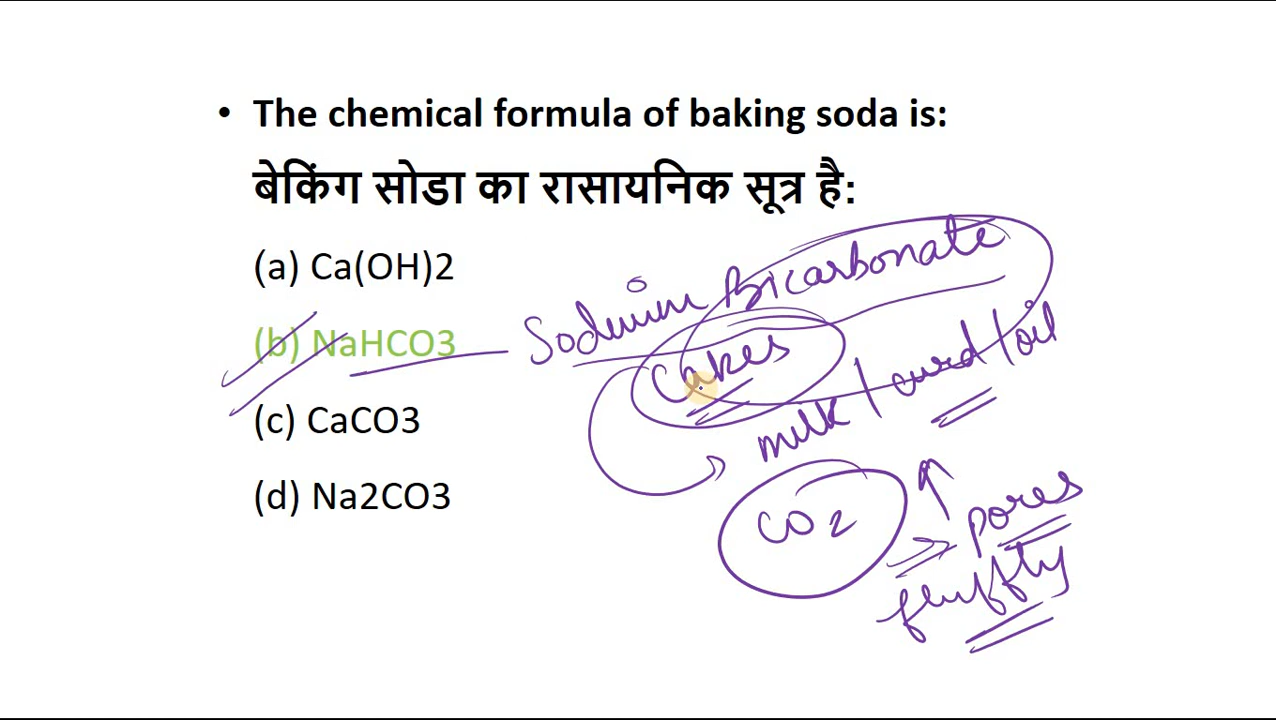 • The chemical formula of baking soda is:
बेकिंग सोडा का रासायनिक सूत्र है:
(a) Ca(OH)2
(b) NaHCO3
Sodium Bicarbonate
Cakes
milk / curd / oil
(c) CaCO3
(d) Na2CO3
CO2
pores
fluffty